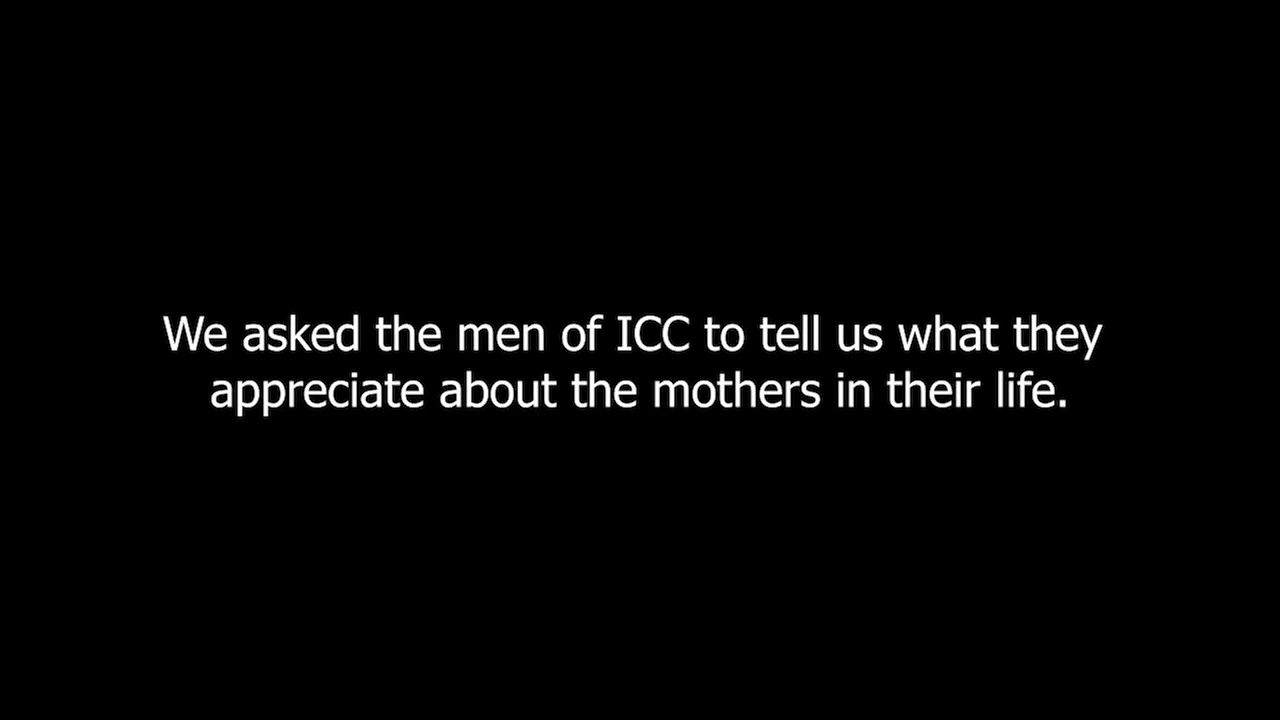 We asked the men of ICC to tell us what they
appreciate about the mothers in their life.